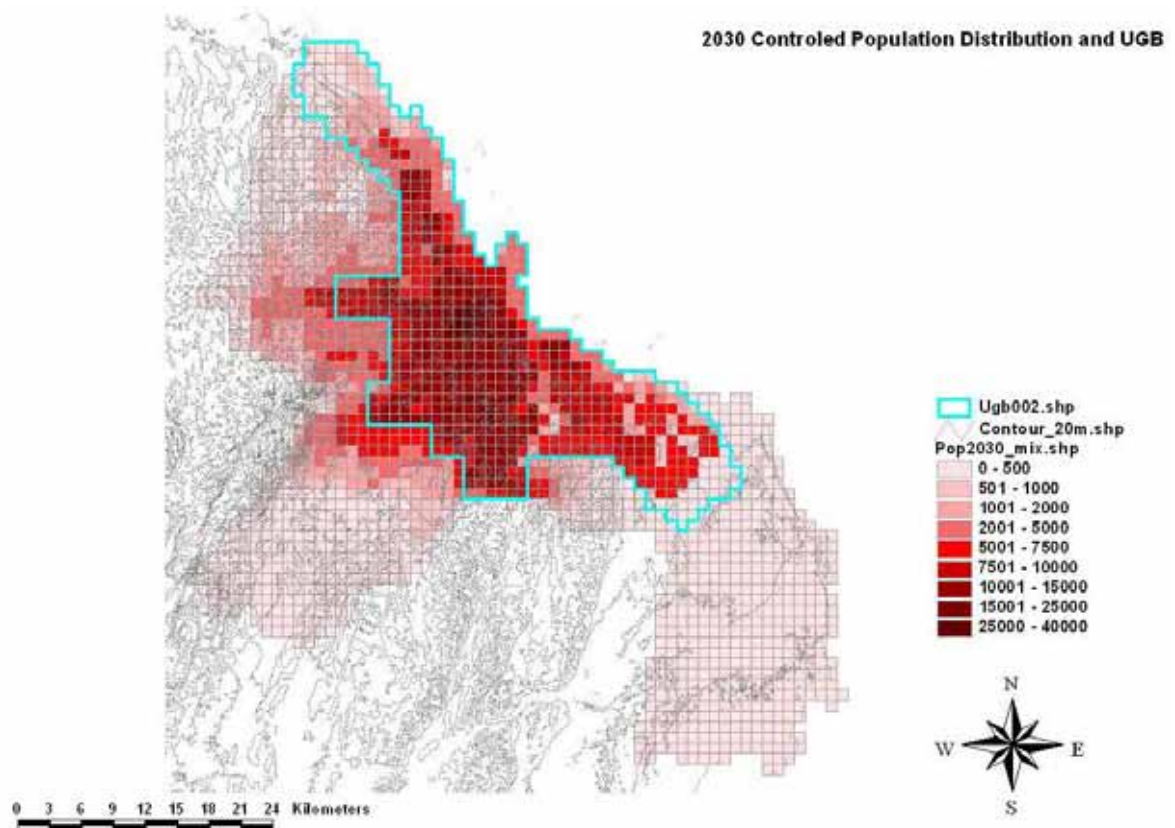 2030 Controled Population Distribution and UGB
Ugb002.shp
Contour_20m.shp
Pop2030_mix.shp
0 - 500
501 - 1000
1001 - 2000
2001 - 5000
5001 - 7500
7501 - 10000
10001 - 15000
15001 - 25000
25000 - 40000
N
W E
S
0 3 6 9 12 15 18 21 24 Kilometers